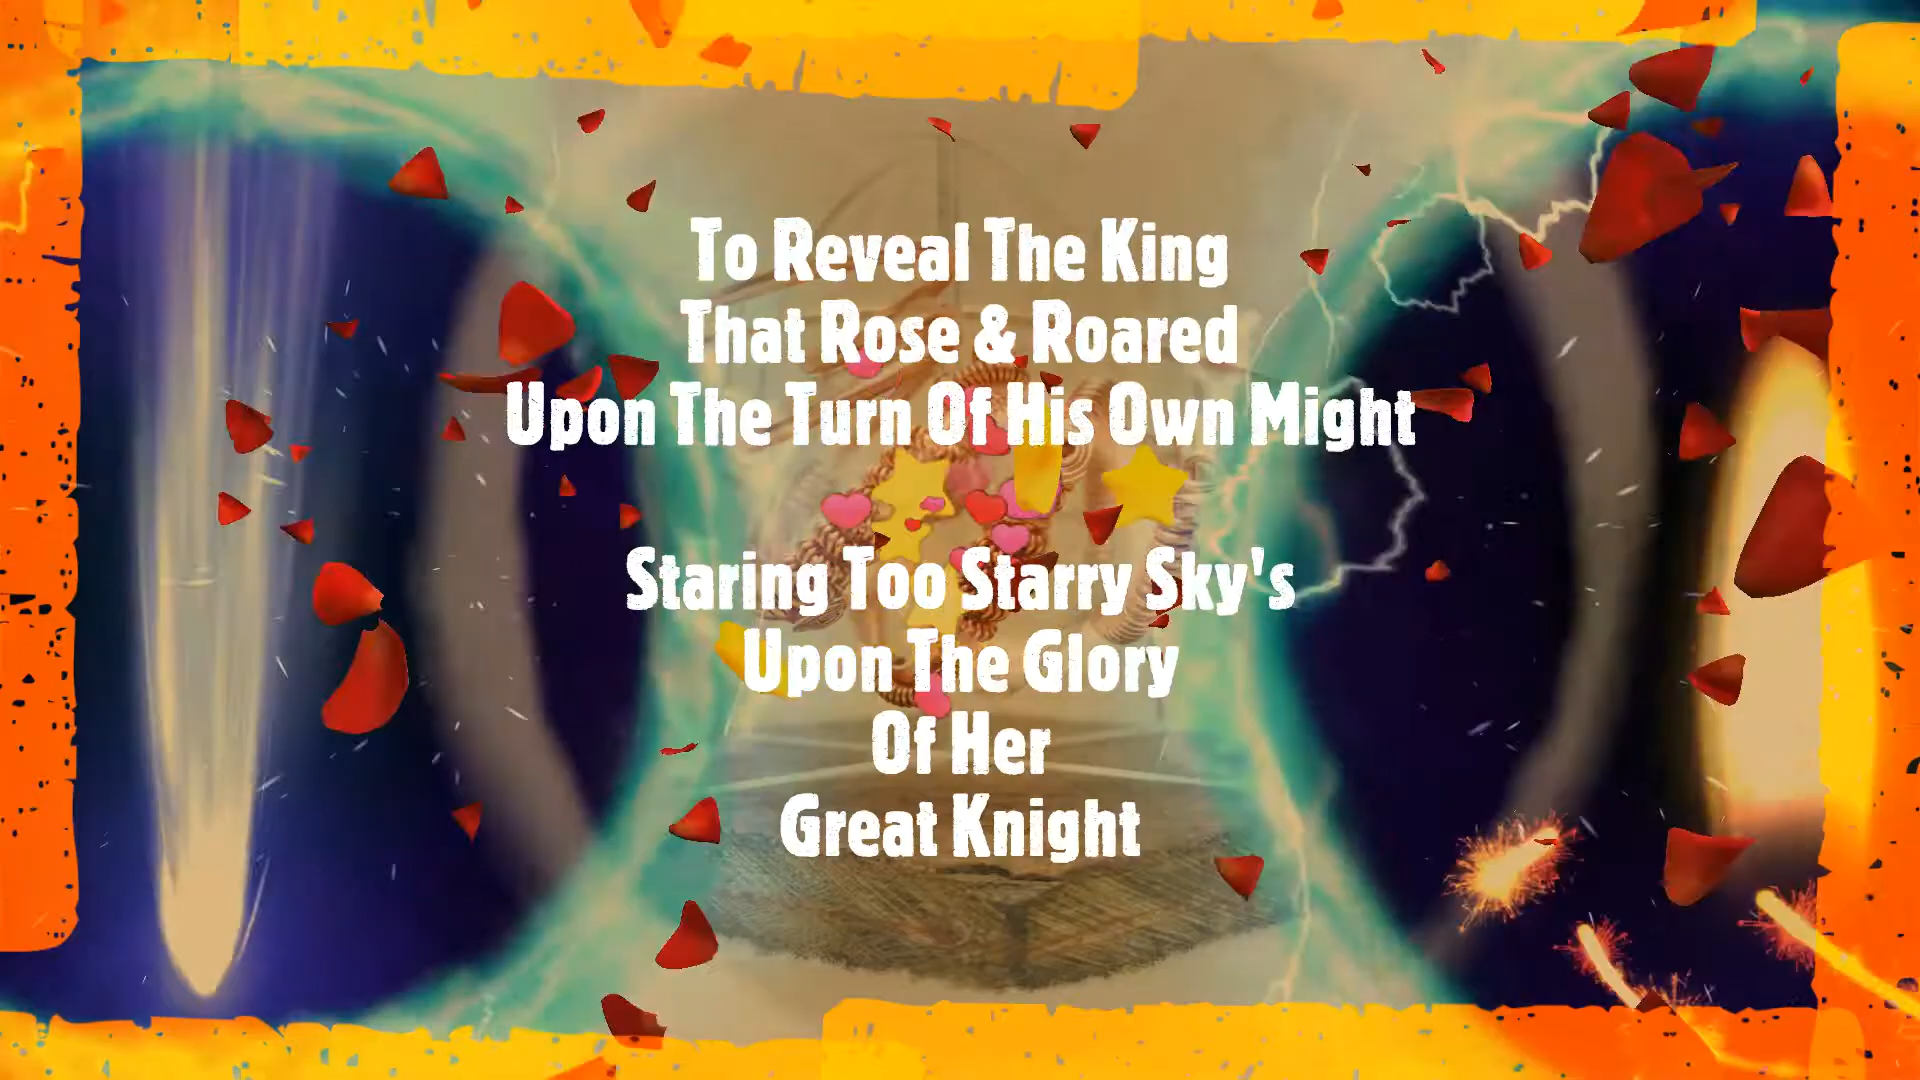 To Reveal The King
That Rose & Roared
Upon The Turn Of His Own Might
Staring Too Starry Sky's
Upon The Glory
Of Her
Great Knight